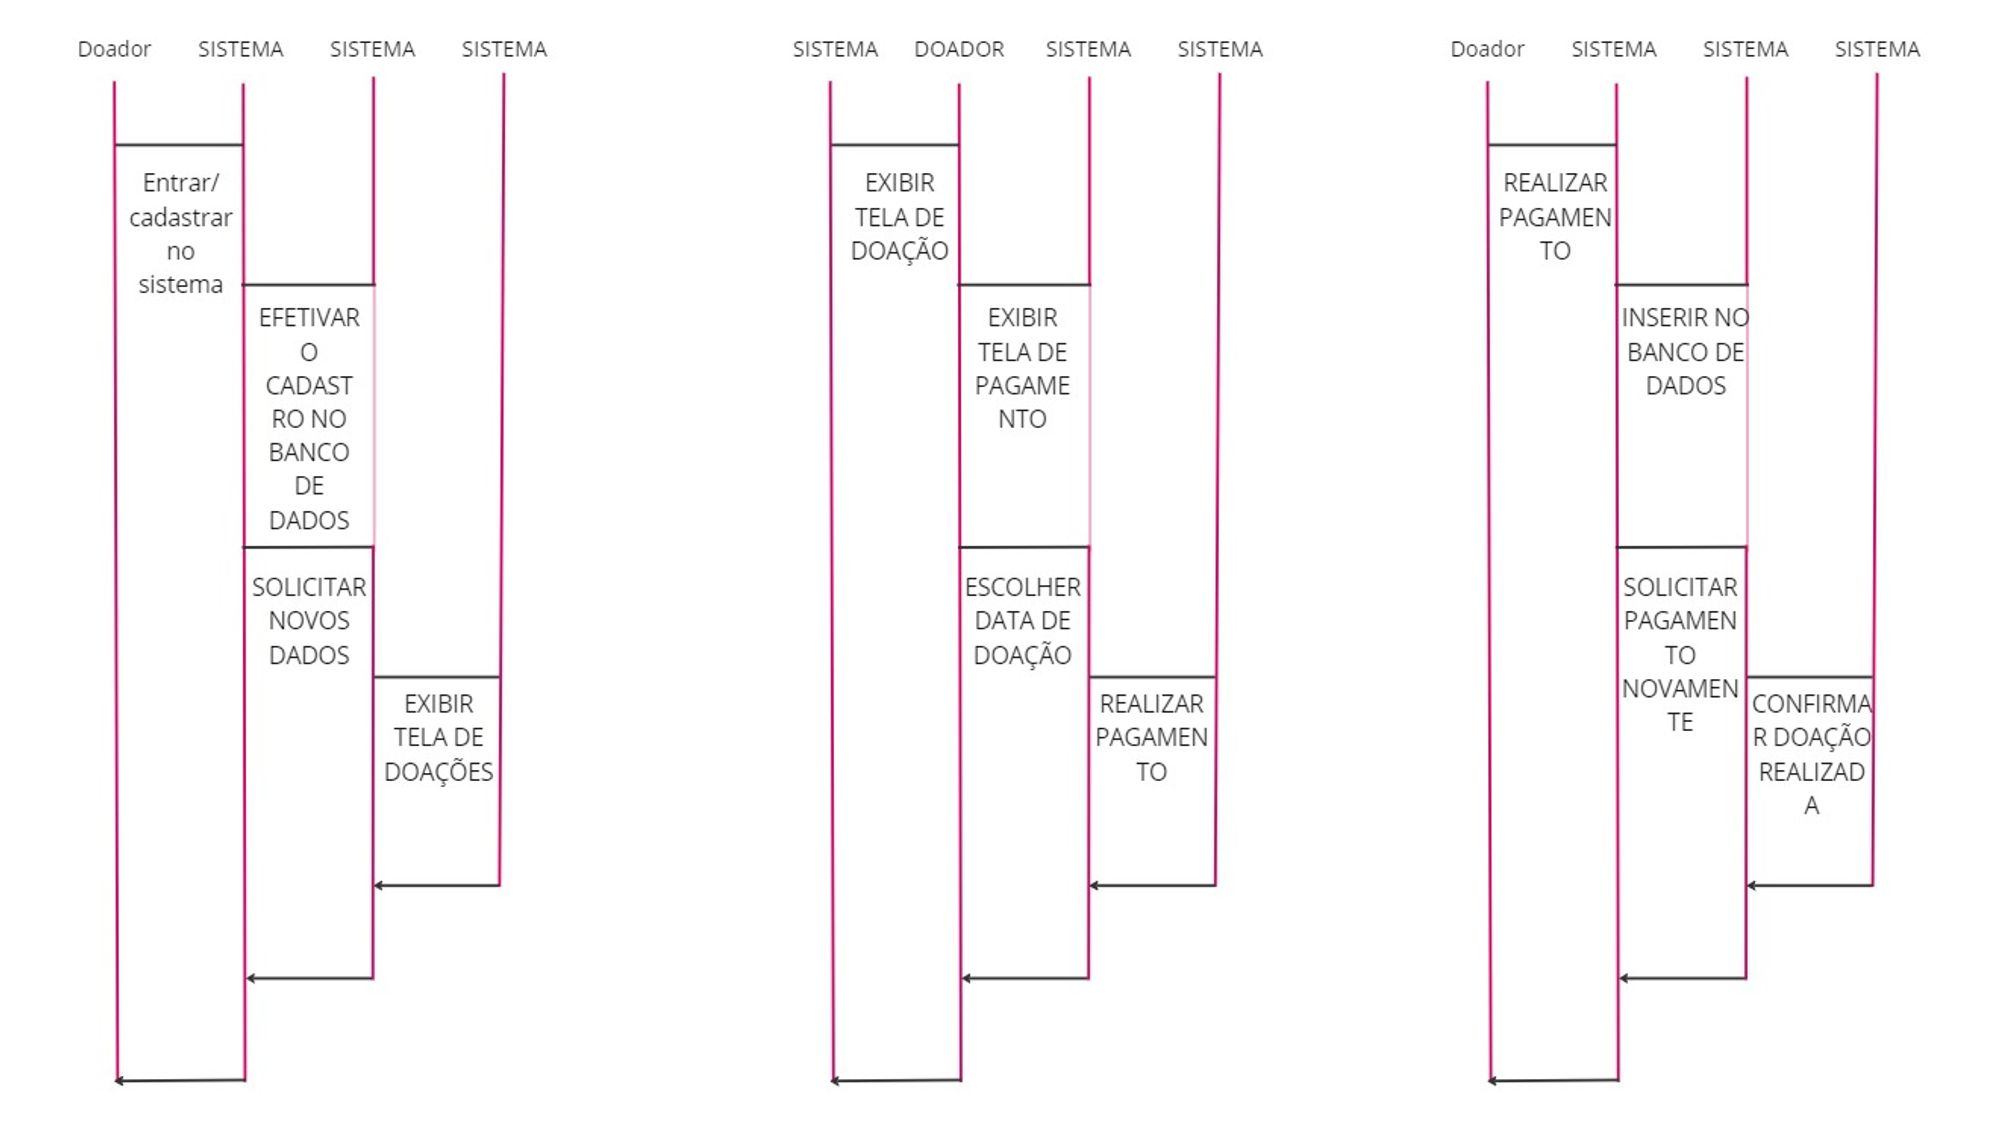 Doador
SISTEMA
SISTEMA
SISTEMA
Entrar/
cadastrar
no
sistema
EFETIVAR
O
CADAST
RO NO
BANCO
DE
DADOS
SOLICITAR
NOVOS
DADOS
EXIBIR
TELA DE
DOAÇÕES
SISTEMA
DOADOR
SISTEMA
SISTEMA
EXIBIR
TELA DE
DOAÇÃO
EXIBIR
TELA DE
PAGAME
NTO
ESCOLHER
DATA DE
DOAÇÃO
REALIZAR
PAGAMEN
TO
Doador
SISTEMA
SISTEMA
SISTEMA
REALIZAR
PAGAMEN
TO
INSERIR NO
BANCO DE
DADOS
SOLICITAR
PAGAMEN
TO
NOVAMEN
TE
CONFIRMA
R DOAÇÃO
REALIZAD
A